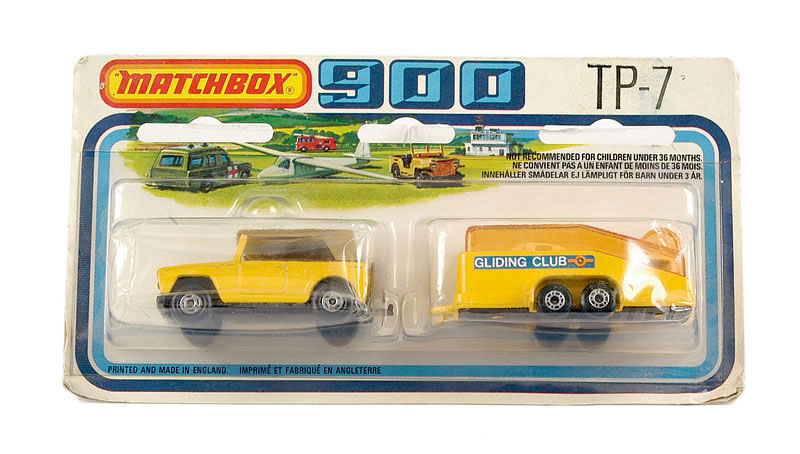 "MATCHBOX"® 900 TP-7
NOT RECOMMENDED FOR CHILDREN UNDER 36 MONTHS.
NE CONVIENT PAS A UN ENFANT DE MOINS DE 36 MOIS.
INNEHÅLLER SMÅDELAR EJ LÄMPLIGT FÖR BARN UNDER 3 ÅR.
GLIDING CLUB
PRINTED AND MADE IN ENGLAND. IMPRIMÉ ET FABRIQUÉ EN ANGLETERRE